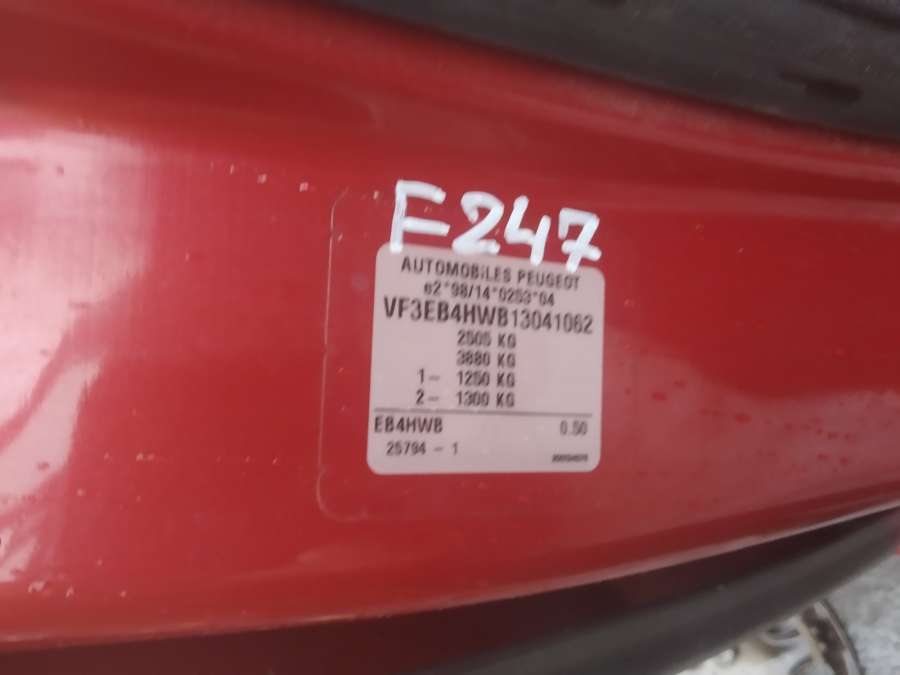 F247
AUTOMOBILES PEUGEOT
e2*98/14*0253*04
VF3EB4HWB13041062
2505 KG
3880 KG
1- 1250 KG
2- 1300 KG
EB4HWB 0.50
25794 - 1